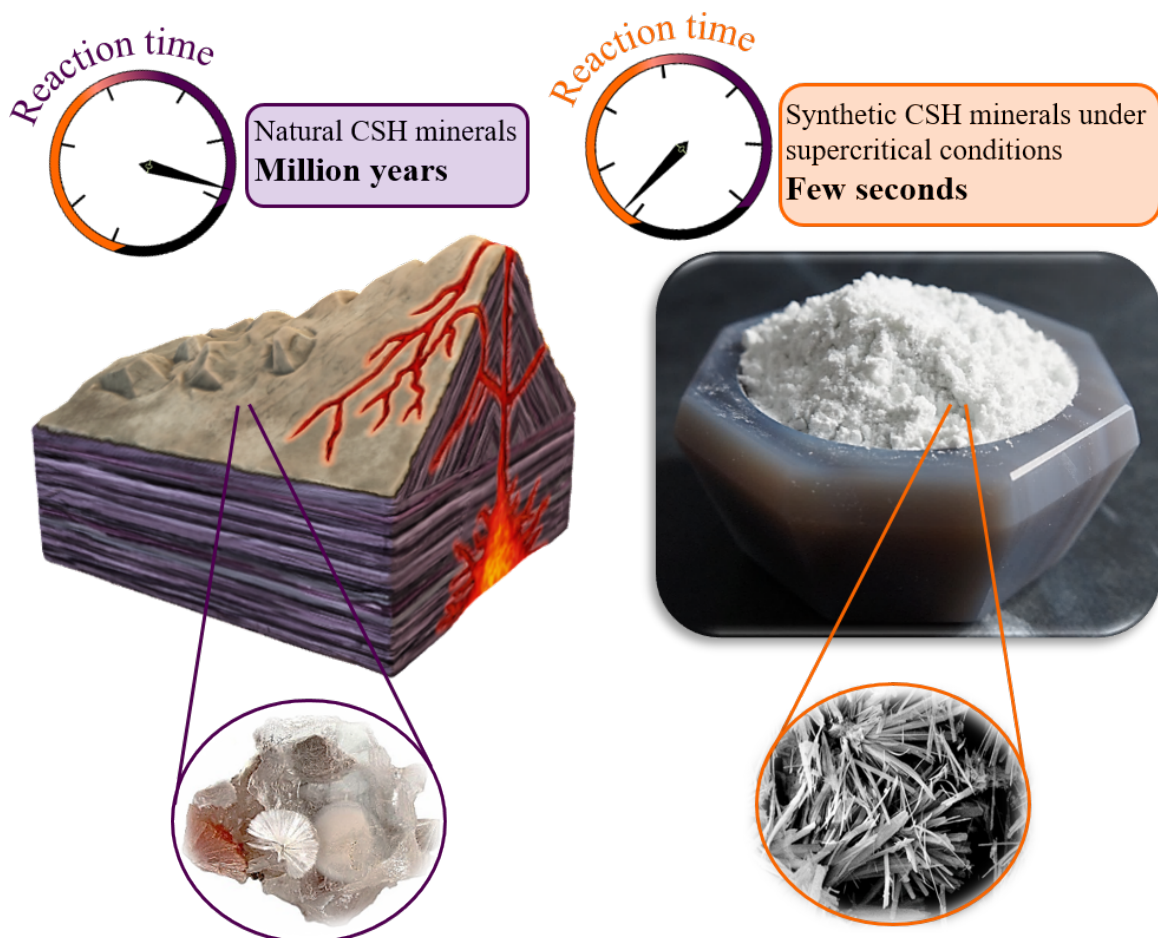 Reaction time
Natural CSH minerals
Million years
Reaction time
Synthetic CSH minerals under
supercritical conditions
Few seconds